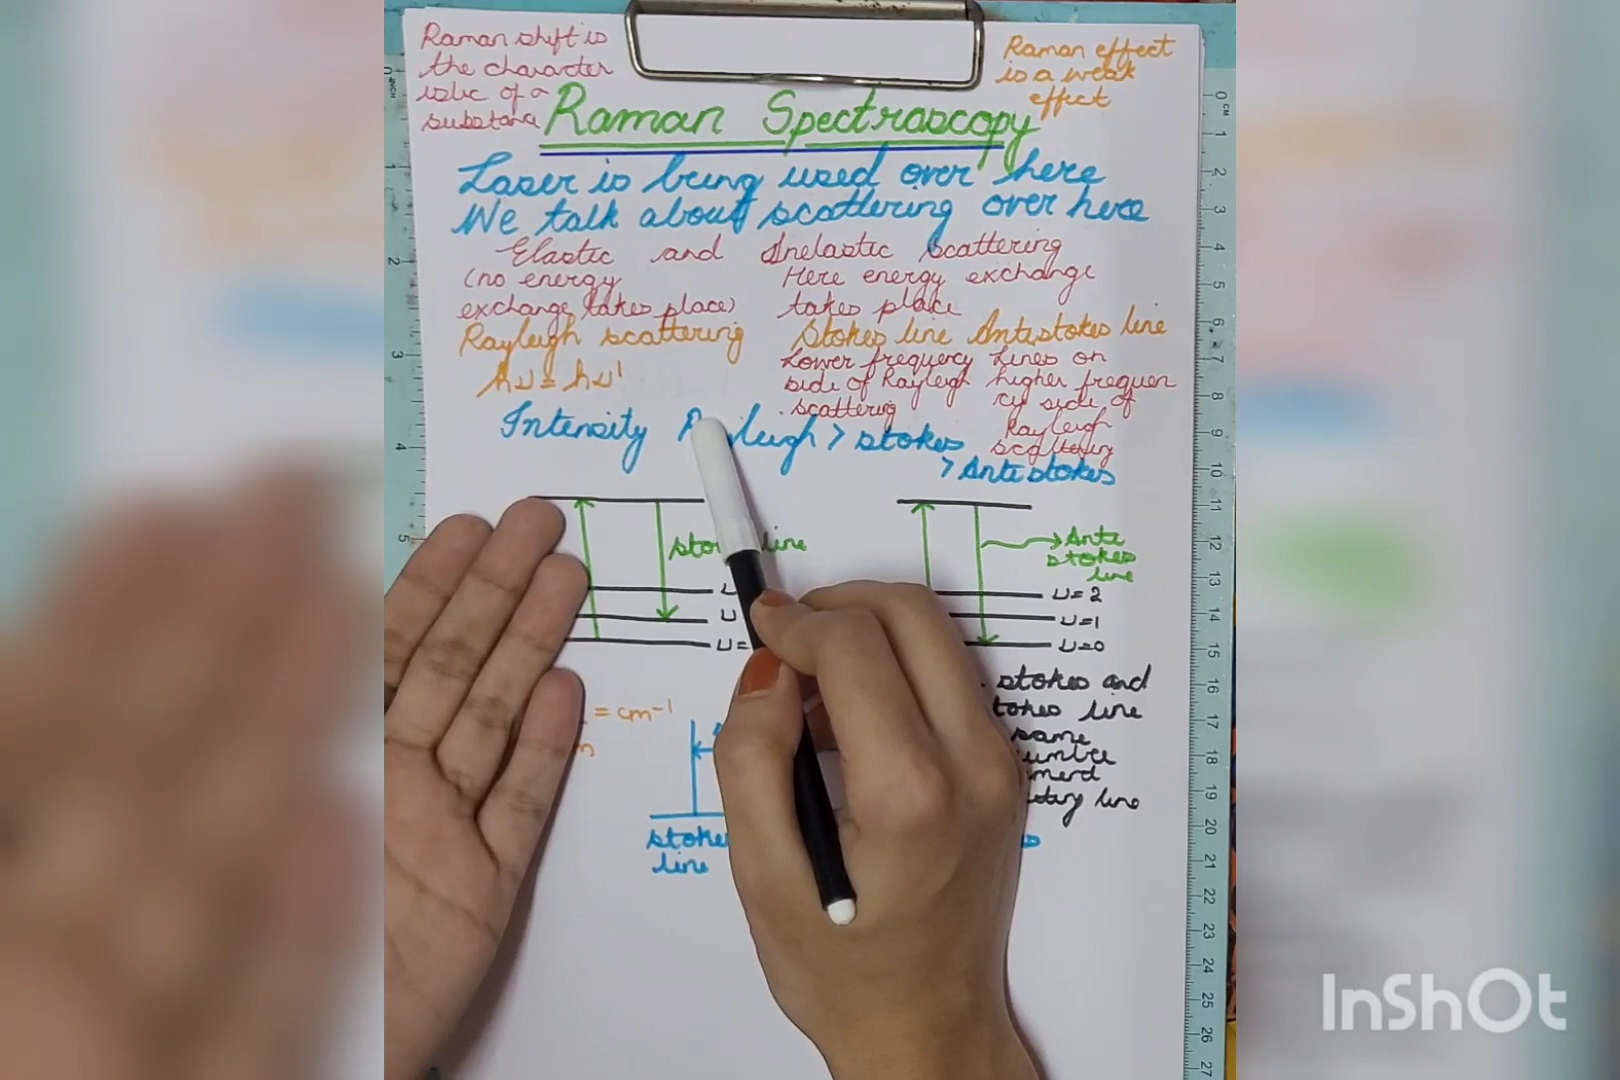 Raman shift is
the character
istic of a
substance
Raman effect
is a weak
effect
Raman Spectroscopy
Laser is being used over here
We talk about scattering over here
Elastic and Inelastic scattering
(no energy
exchange takes place)
Here energy exchange
takes place
Rayleigh scattering
hν = hν'
Stokes line Antistokes line
Lower frequency
side of Rayleigh
scattering
Lines on
higher frequen
cy side of
Rayleigh
scattering
Intensity Rayleigh > stokes
> Antistokes
line
Anti
stokes
line
υ=2
υ=1
υ=0
υ=
= cm⁻¹
stokes and
line
same
line
line
InShOt